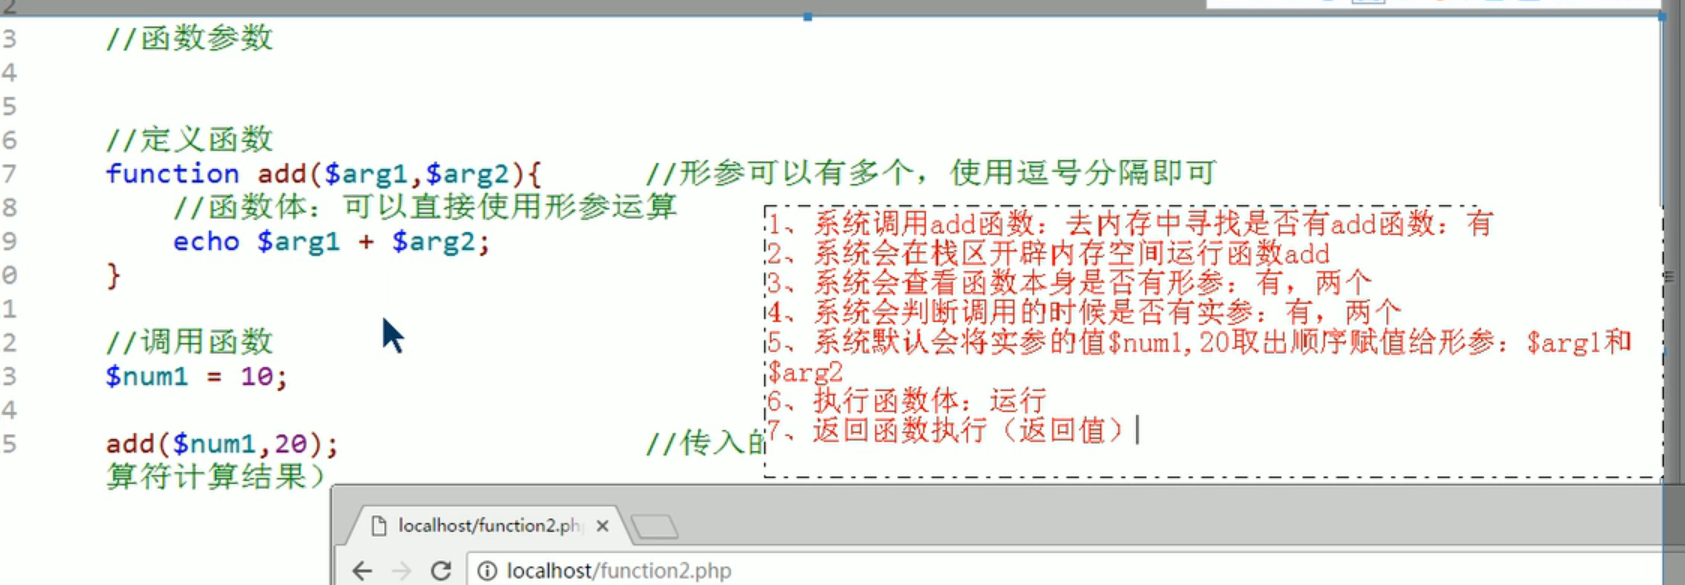 2
3 //函数参数
4
5
6 //定义函数
7 function add($arg1,$arg2){ //形参可以有多个，使用逗号分隔即可
8 //函数体：可以直接使用形参运算
9 echo $arg1 + $arg2;
0 }
1
2 //调用函数
3 $num1 = 10;
4
5 add($num1,20); //传入的
算符计算结果）
1、系统调用add函数：去内存中寻找是否有add函数：有
2、系统会在栈区开辟内存空间运行函数add
3、系统会查看函数本身是否有形参：有，两个
4、系统会判断调用的时候是否有实参：有，两个
5、系统默认会将实参的值$num1,20取出顺序赋值给形参：$arg1和
$arg2
6、执行函数体：运行
7、返回函数执行（返回值）
localhost/function2.ph
localhost/function2.php